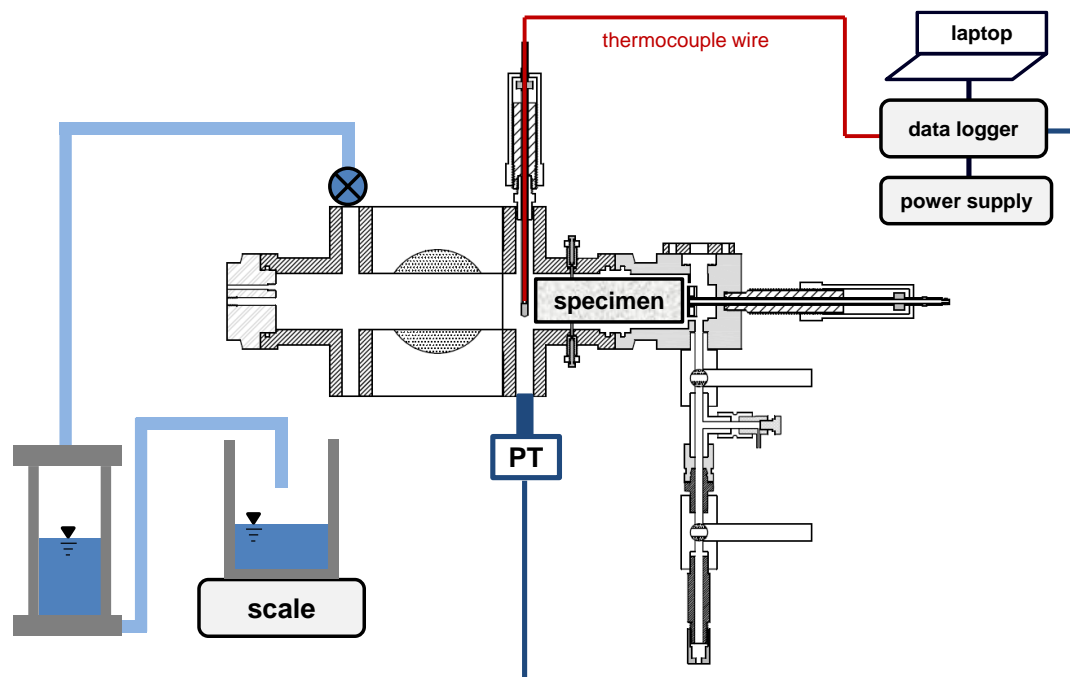 thermocouple wire
laptop
data logger
power supply
specimen
PT
scale